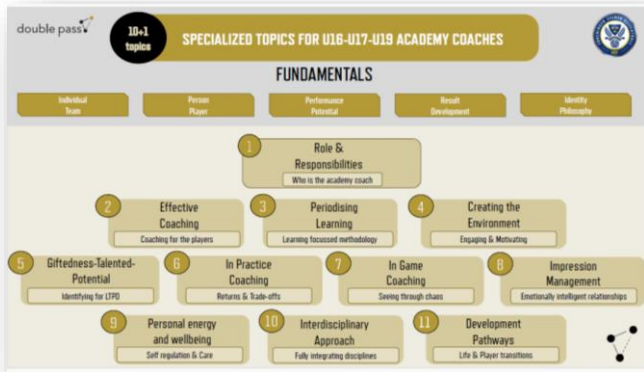 double pass
10+1
topics
SPECIALIZED TOPICS FOR U16-U17-U19 ACADEMY COACHES
FUNDAMENTALS
Individual
Team
Person
Player
Performance
Potential
Result
Development
Identity
Philosophy
1
Role &
Responsibilities
Who is the academy coach
2
Effective
Coaching
Coaching for the players
3
Periodising
Learning
Learning focussed methodology
4
Creating the
Environment
Engaging & Motivating
5
Giftedness-Talented-
Potential
Identifying for LTPD
6
In Practice
Coaching
Returns & Trade-offs
7
In Game
Coaching
Seeing through chaos
8
Impression
Management
Emotionally intelligent relationships
9
Personal energy
and wellbeing
Self regulation & Care
10
Interdisciplinary
Approach
Fully integrating disciplines
11
Development
Pathways
Life & Player transitions